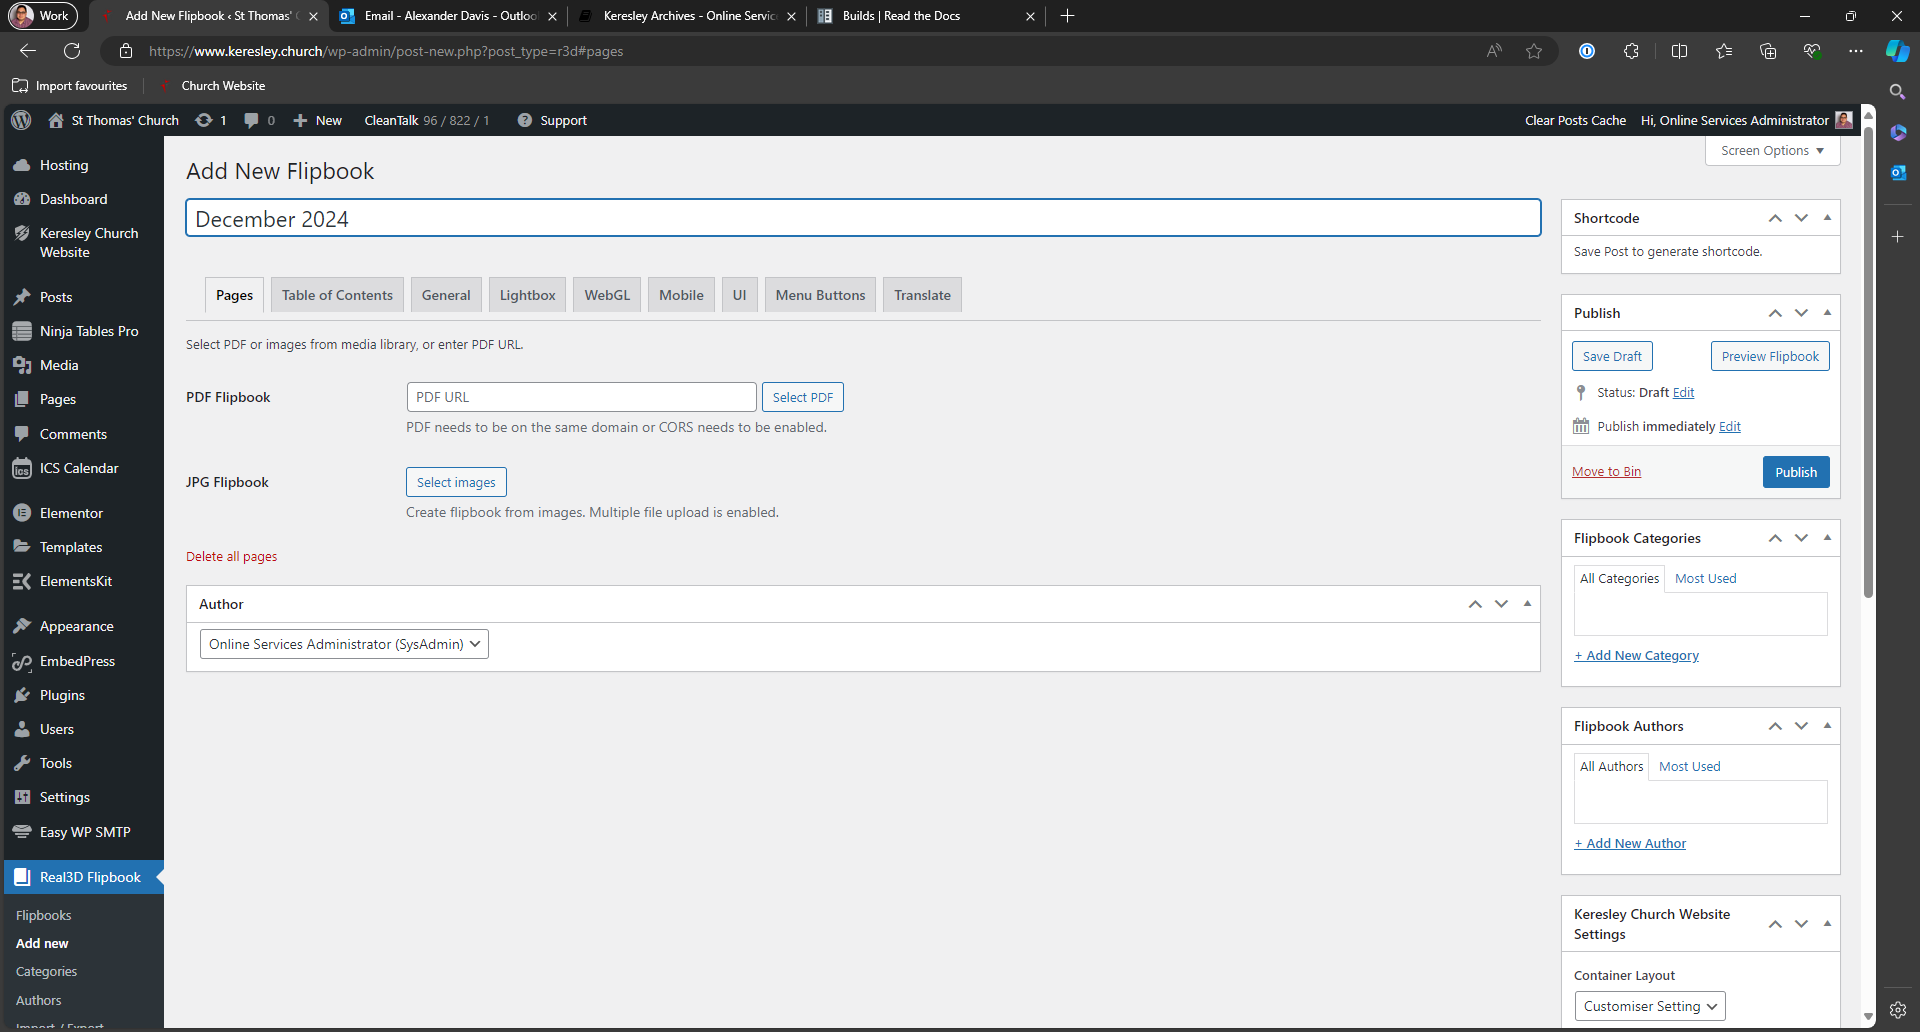 Work
Add New Flipbook ‹ St Thomas'
Email - Alexander Davis - Outlo
Keresley Archives - Online Servic
Builds | Read the Docs
https://www.keresley.church/wp-admin/post-new.php?post_type=r3d#pages
Import favourites
Church Website
St Thomas' Church
1
0
New
CleanTalk 96 / 822 / 1
Support
Clear Posts Cache
Hi, Online Services Administrator
Hosting
Dashboard
Keresley Church
Website
Posts
Ninja Tables Pro
Media
Pages
Comments
ICS Calendar
Elementor
Templates
ElementsKit
Appearance
EmbedPress
Plugins
Users
Tools
Settings
Easy WP SMTP
Real3D Flipbook
Flipbooks
Add new
Categories
Authors
Import / Export
Screen Options
Add New Flipbook
December 2024
Pages
Table of Contents
General
Lightbox
WebGL
Mobile
UI
Menu Buttons
Translate
Select PDF or images from media library, or enter PDF URL.
PDF Flipbook
PDF URL
Select PDF
PDF needs to be on the same domain or CORS needs to be enabled.
JPG Flipbook
Select images
Create flipbook from images. Multiple file upload is enabled.
Delete all pages
Author
Online Services Administrator (SysAdmin)
Shortcode
Save Post to generate shortcode.
Publish
Save Draft
Preview Flipbook
Status: Draft Edit
Publish immediately Edit
Move to Bin
Publish
Flipbook Categories
All Categories
Most Used
+ Add New Category
Flipbook Authors
All Authors
Most Used
+ Add New Author
Keresley Church Website
Settings
Container Layout
Customiser Setting